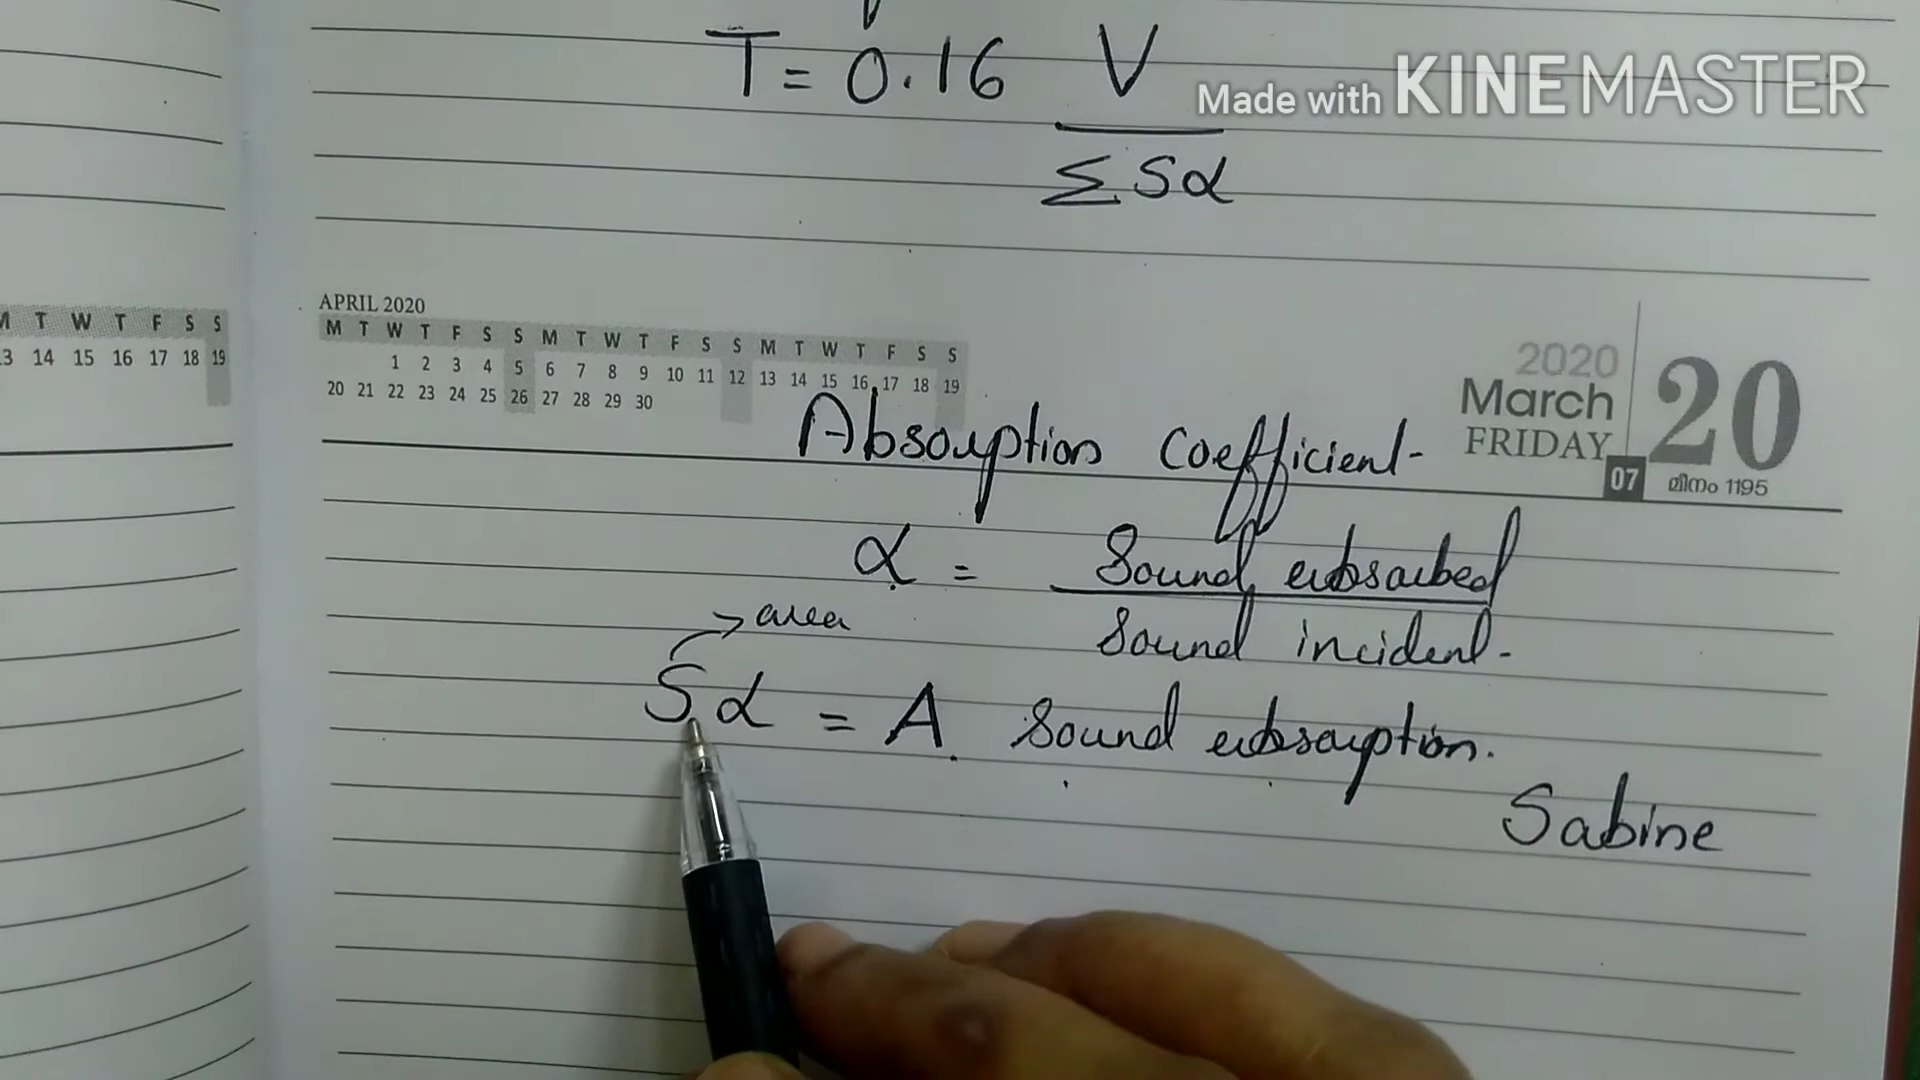 T = 0.16 V
Made with KINEMASTER
Σ Sα
M T W T F S S
13 14 15 16 17 18 19
APRIL 2020
M T W T F S S M T W T F S S M T W T F S S
1 2 3 4 5 6 7 8 9 10 11 12 13 14 15 16 17 18 19
20 21 22 23 24 25 26 27 28 29 30
2020
March
FRIDAY
20
07
മീനം 1195
Absorption Coefficient-
α = Sound absorbed
Sound incident-
area
Sα = A Sound absorption.
Sabine